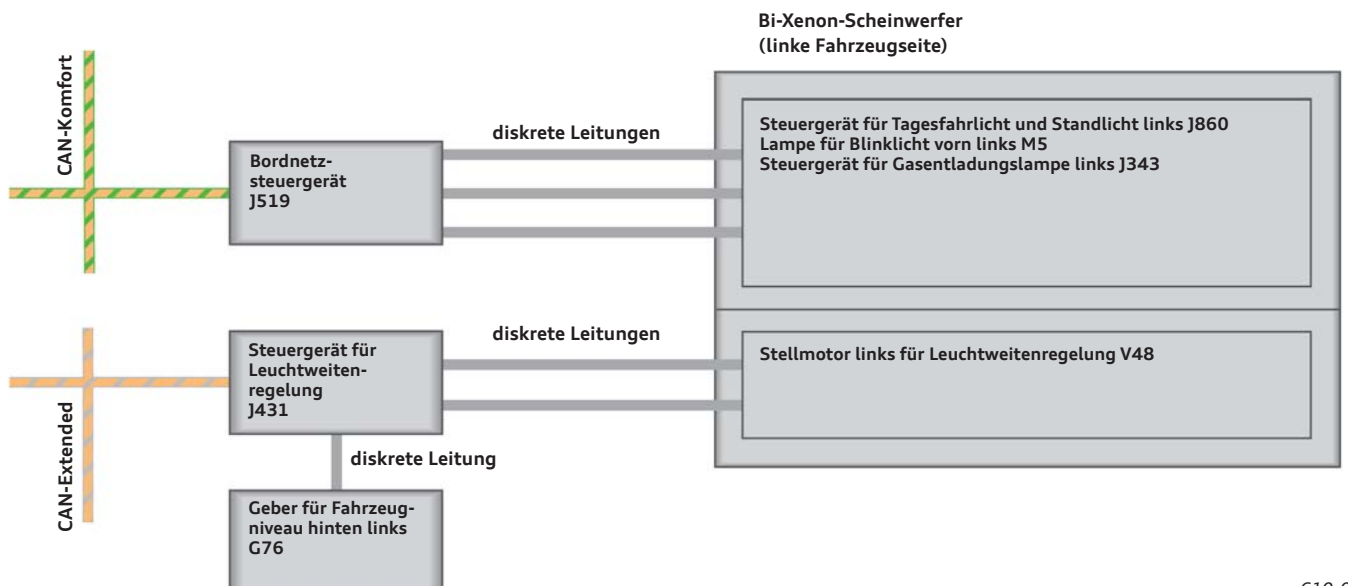 Bi-Xenon-Scheinwerfer
(linke Fahrzeugseite)
CAN-Komfort
diskrete Leitungen
Bordnetz-
steuergerät
J519
Steuergerät für Tagesfahrlicht und Standlicht links J860
Lampe für Blinklicht vorn links M5
Steuergerät für Gasentladungslampe links J343
diskrete Leitungen
Steuergerät für
Leuchtweiten-
regelung
J431
Stellmotor links für Leuchtweitenregelung V48
CAN-Extended
diskrete Leitung
Geber für Fahrzeug-
niveau hinten links
G76